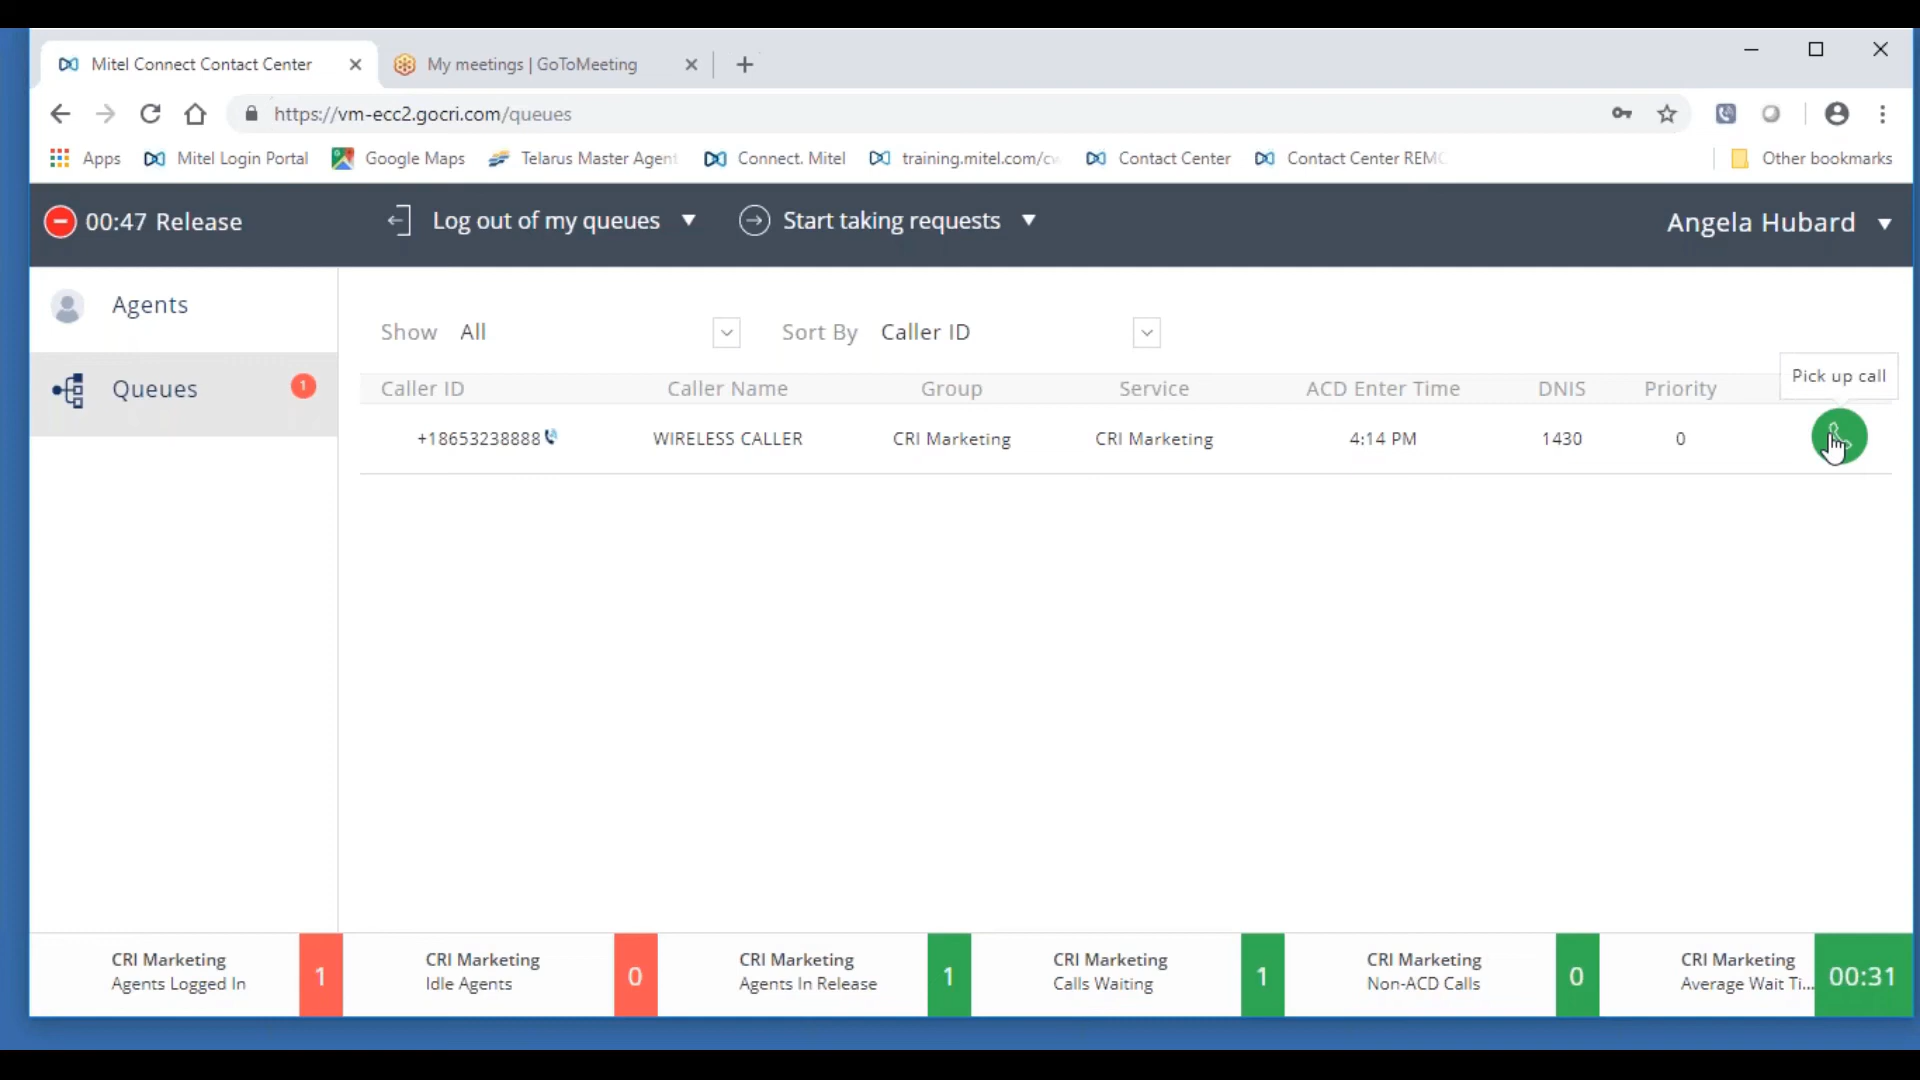 Mitel Connect Contact Center
My meetings | GoToMeeting
https://vm-ecc2.gocri.com/queues
Apps Mitel Login Portal Google Maps Telarus Master Agent Connect. Mitel training.mitel.com/c Contact Center Contact Center REMO Other bookmarks
00:47 Release Log out of my queues Start taking requests Angela Hubard
Agents
Queues 1
Show All Sort By Caller ID
Pick up call
Caller ID Caller Name Group Service ACD Enter Time DNIS Priority
+18653238888 WIRELESS CALLER CRI Marketing CRI Marketing 4:14 PM 1430 0
CRI Marketing
Agents Logged In
1
CRI Marketing
Idle Agents
0
CRI Marketing
Agents In Release
1
CRI Marketing
Calls Waiting
1
CRI Marketing
Non-ACD Calls
0
CRI Marketing
Average Wait Ti...
00:31